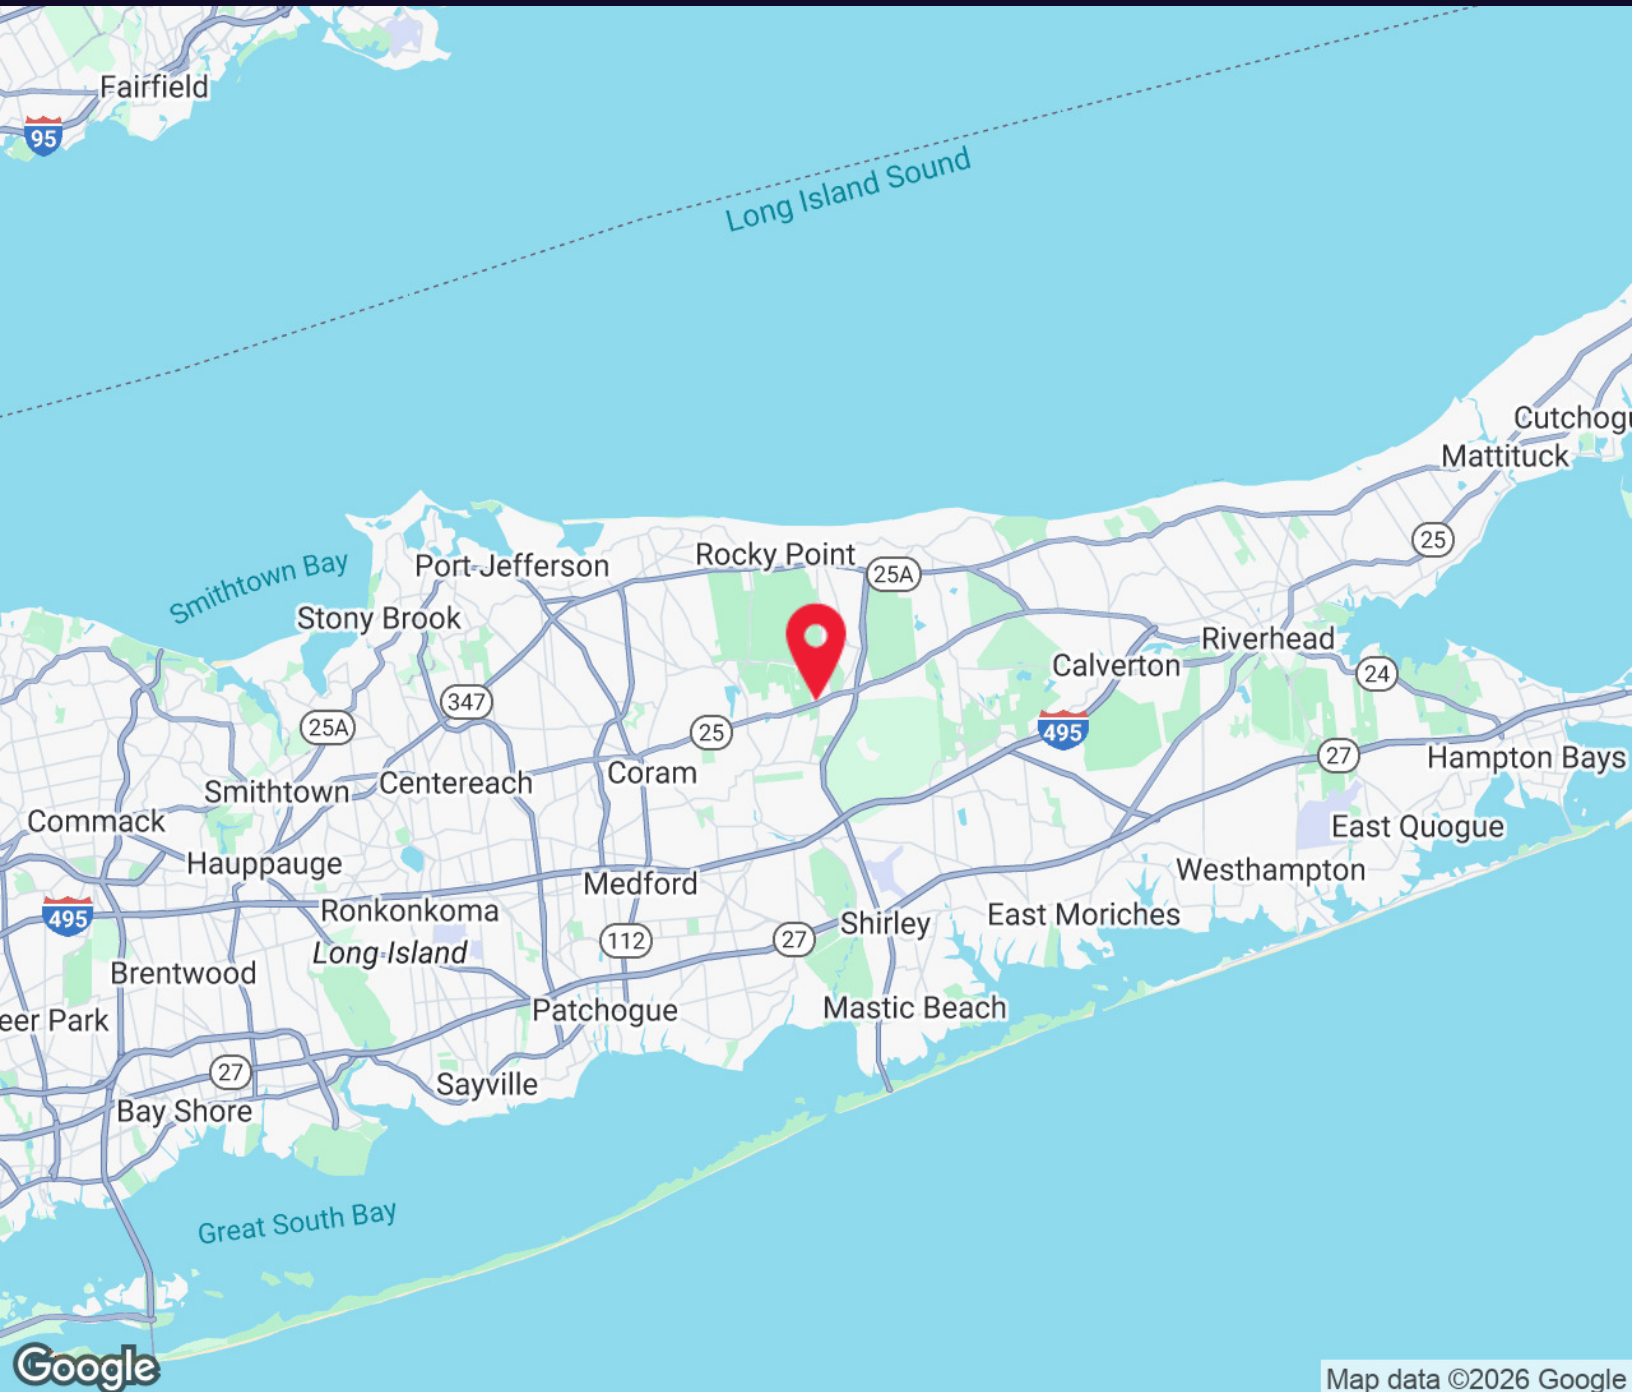 Fairfield
95
Long Island Sound
Cutchogu
Mattituck
25
Rocky Point
Port Jefferson
25A
Smithtown Bay
Stony Brook
Riverhead
Calverton
24
347
25A
25
495
27
Hampton Bays
Coram
Centereach
Smithtown
Commack
East Quogue
Hauppauge
Westhampton
Medford
Ronkonkoma
495
East Moriches
Shirley
112
27
Long Island
Brentwood
Mastic Beach
Patchogue
eer Park
27
Sayville
Bay Shore
Great South Bay
Google
Map data ©2026 Google